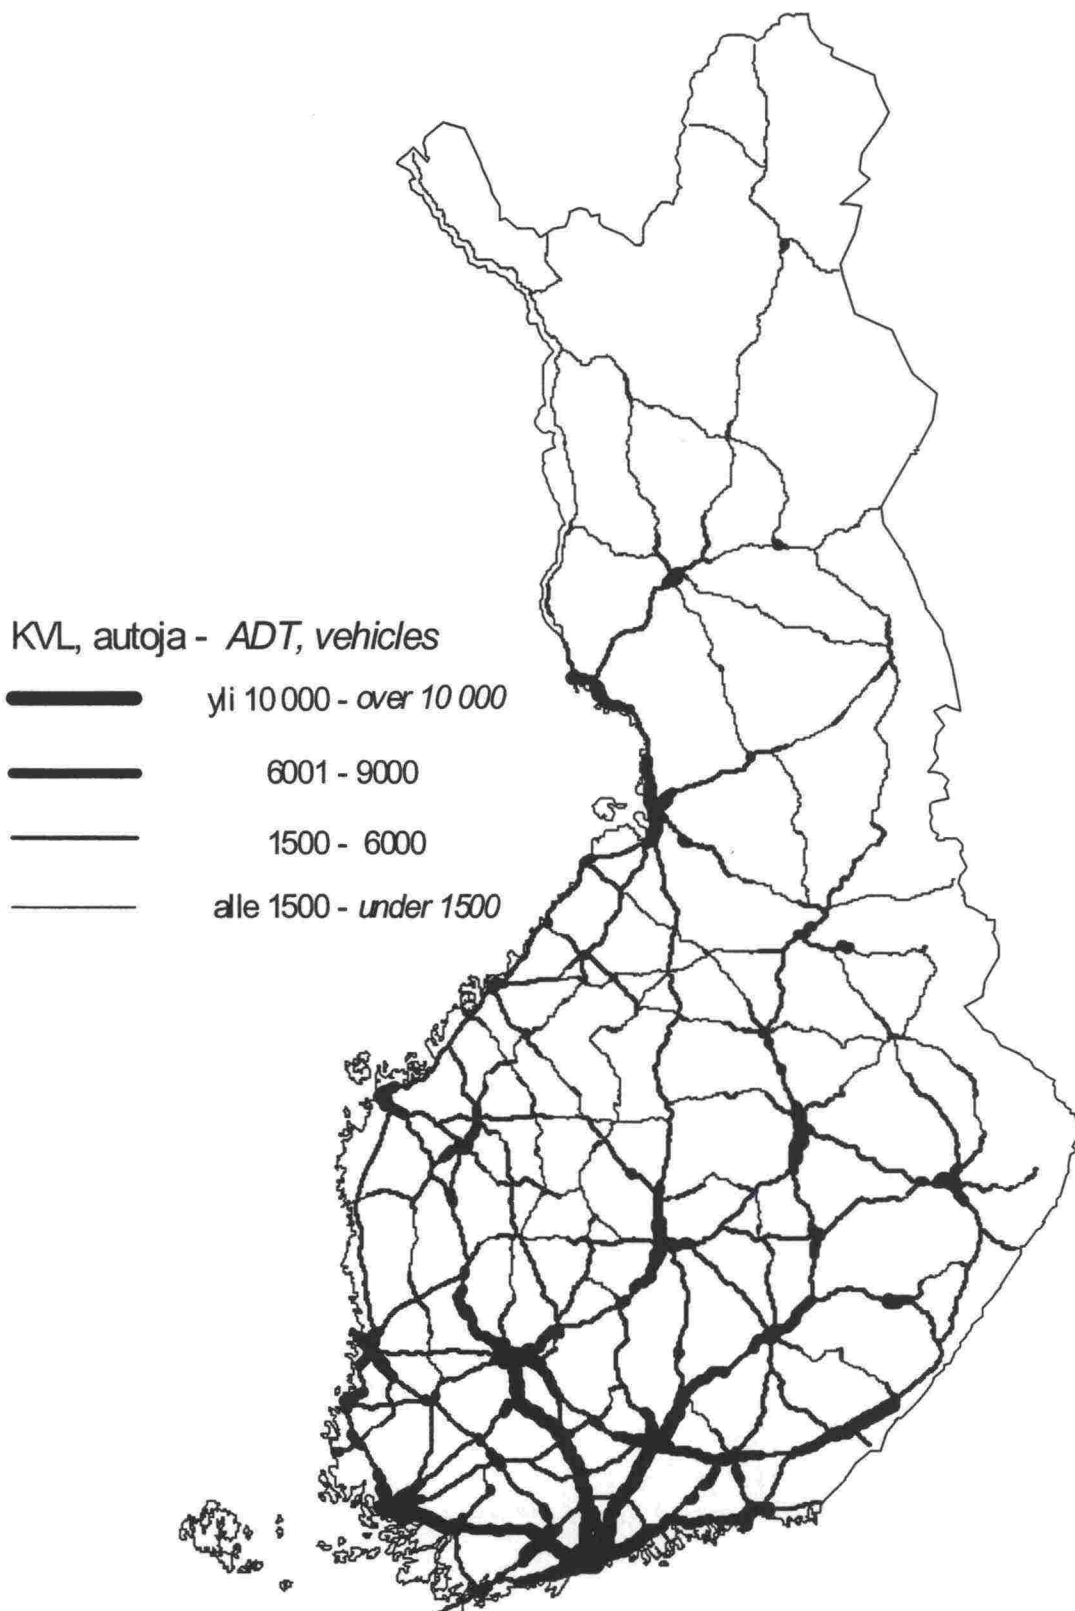 KVL, autoja - ADT, vehicles
yli 10 000 - over 10 000
6001 - 9000
1500 - 6000
alle 1500 - under 1500